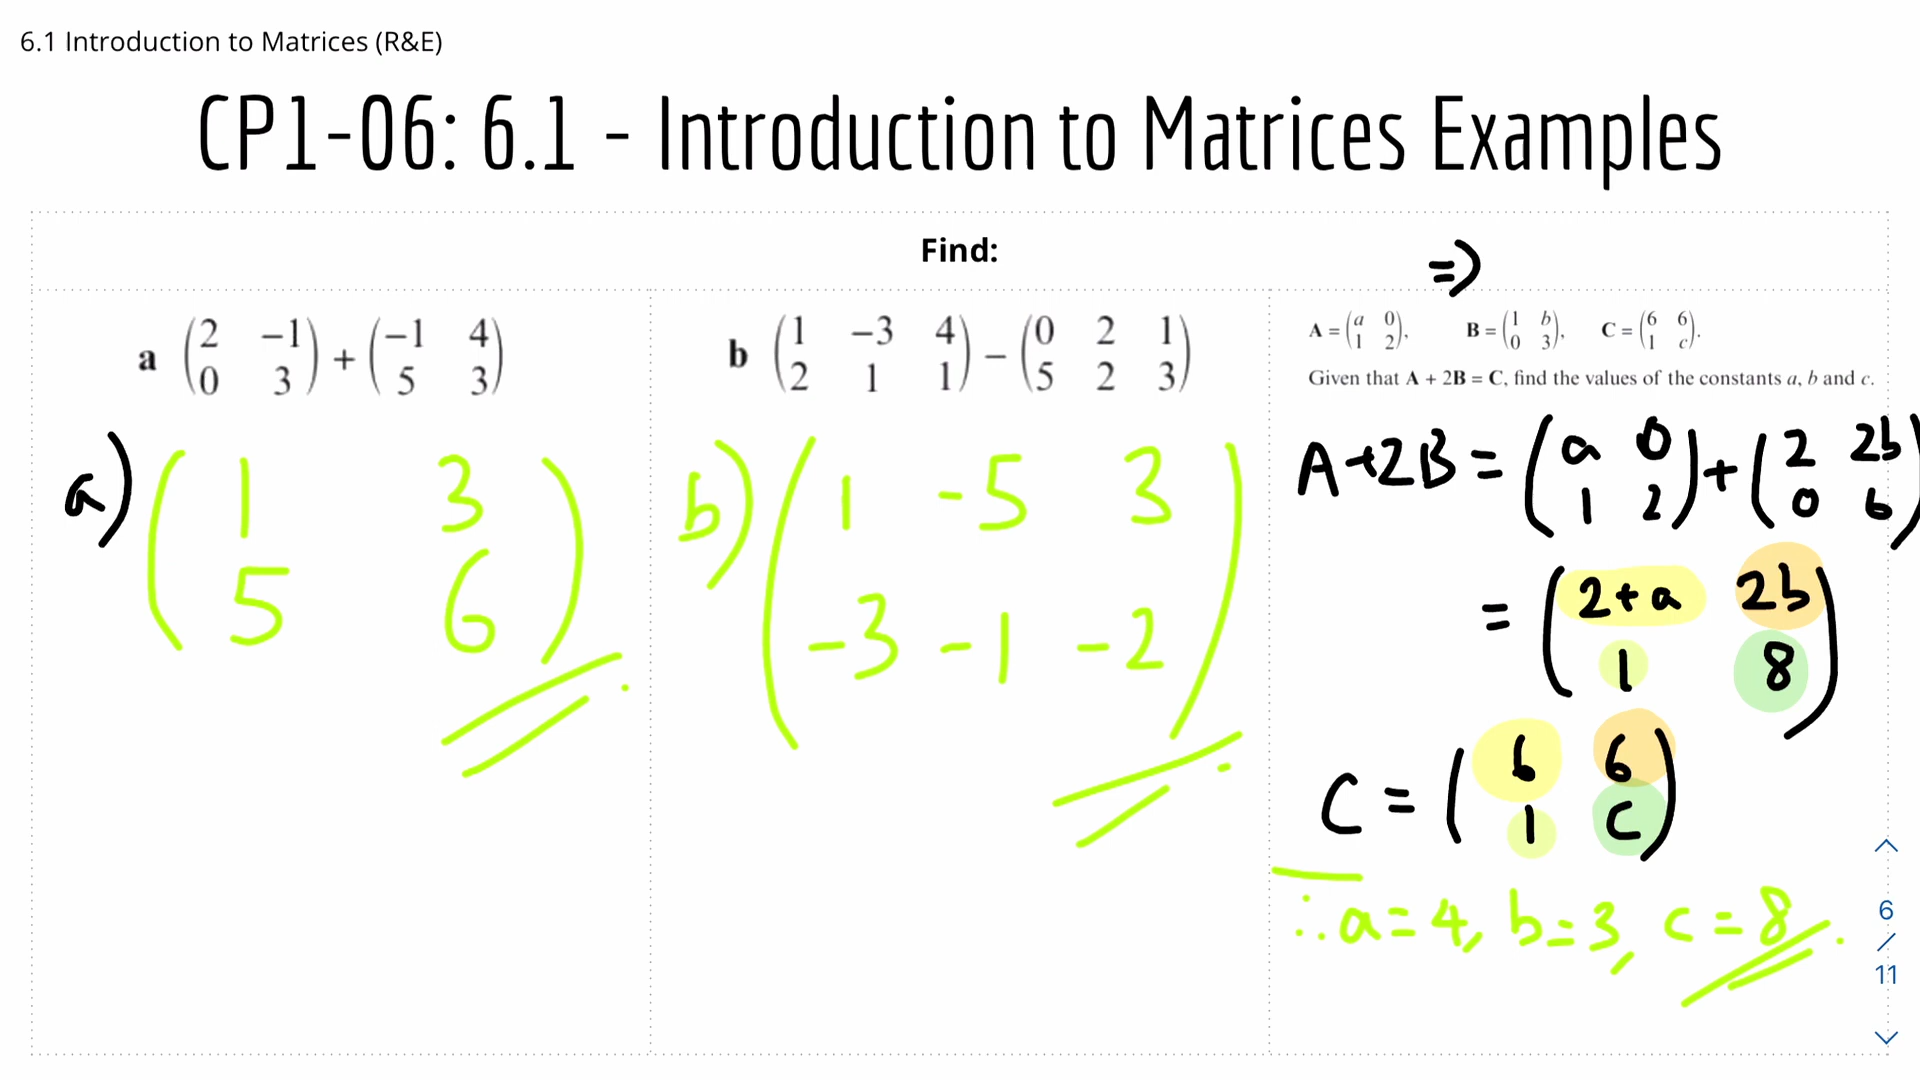 6.1 Introduction to Matrices (R&E)
CP1-06: 6.1 - Introduction to Matrices Examples
Find:
=>
a (2 −1) + (−1 4)
(0 3) (5 3)
a) (1 3)
(5 6)
b (1 −3 4) − (0 2 1)
(2 1 1) (5 2 3)
b) (1 -5 3)
(-3 -1 -2)
A = (a 0), B = (1 b), C = (6 6).
(1 2) (0 3) (1 c)
Given that A + 2B = C, find the values of the constants a, b and c.
A+2B = (a 0) + (2 2b)
(1 2) (0 6)
= (2+a 2b)
(1 8)
C = (6 6)
(1 c)
∴ a = 4, b = 3, c = 8.
6
/
11